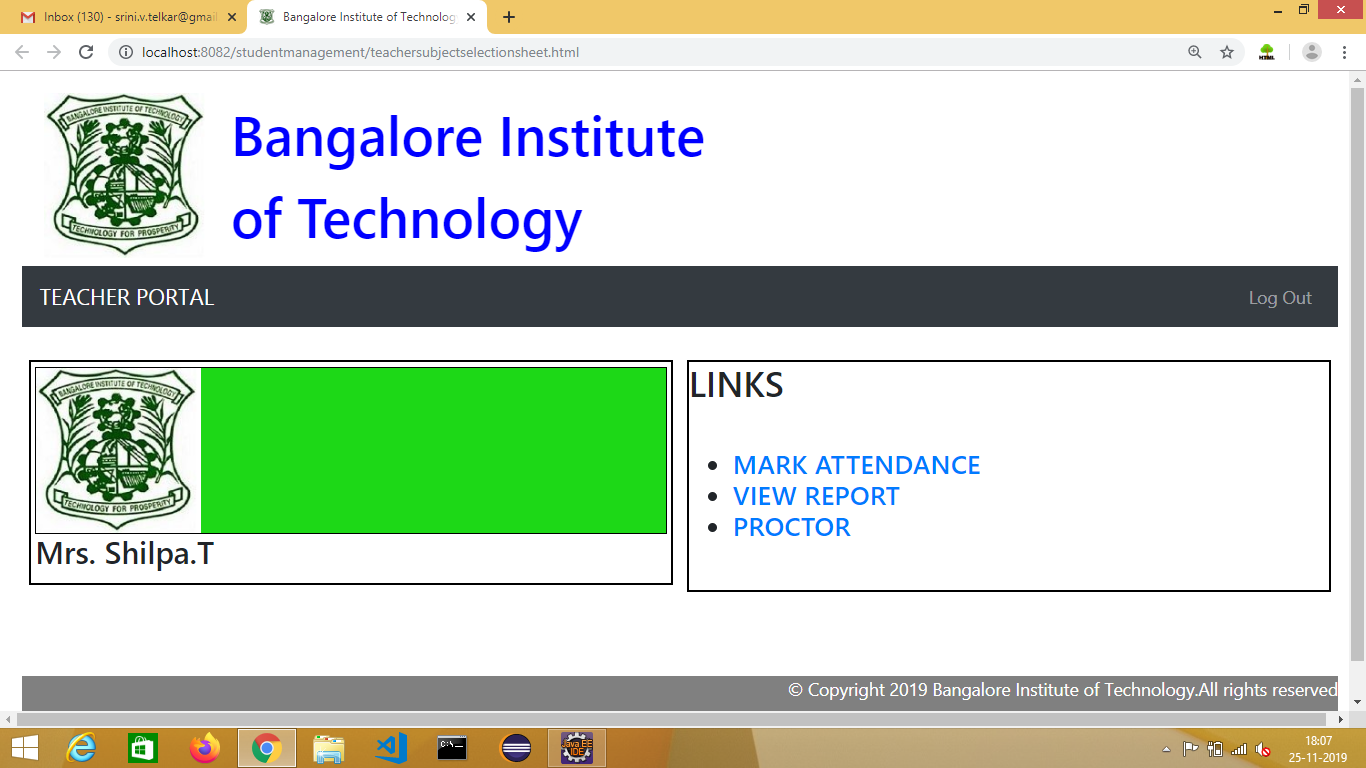 Inbox (130) - srini.v.telkar@gmail
Bangalore Institute of Technology
localhost:8082/studentmanagement/teachersubjectselectionsheet.html
HTML
BANGALORE INSTITUTE OF TECHNOLOGY
TECHNOLOGY FOR PROSPERITY
Bangalore Institute
of Technology
TEACHER PORTAL
Log Out
BANGALORE INSTITUTE OF TECHNOLOGY
TECHNOLOGY FOR PROSPERITY
Mrs. Shilpa.T
LINKS
MARK ATTENDANCE
VIEW REPORT
PROCTOR
© Copyright 2019 Bangalore Institute of Technology.All rights reserved
C:\_
Java EE
IDE
18:07
25-11-2019